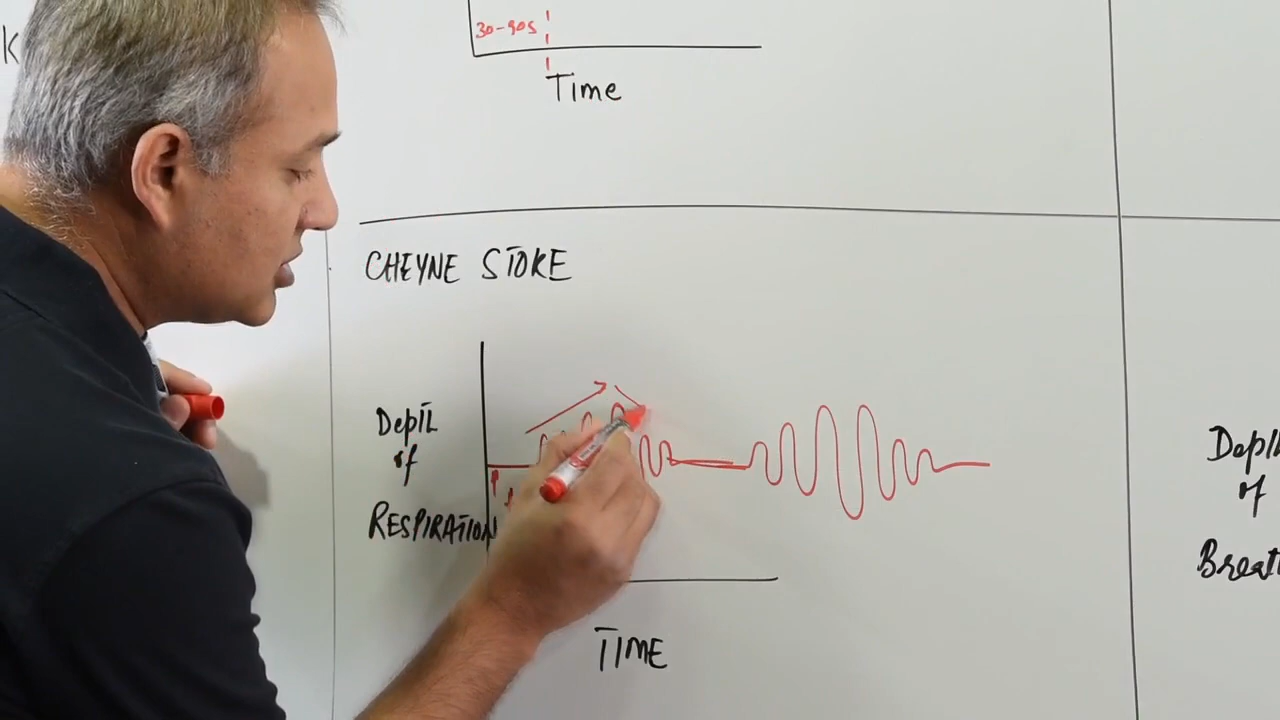 K
30-90s
Time
CHEYNE STOKE
Depth
of
RESPIRATION
TIME
Depth
of
Breat